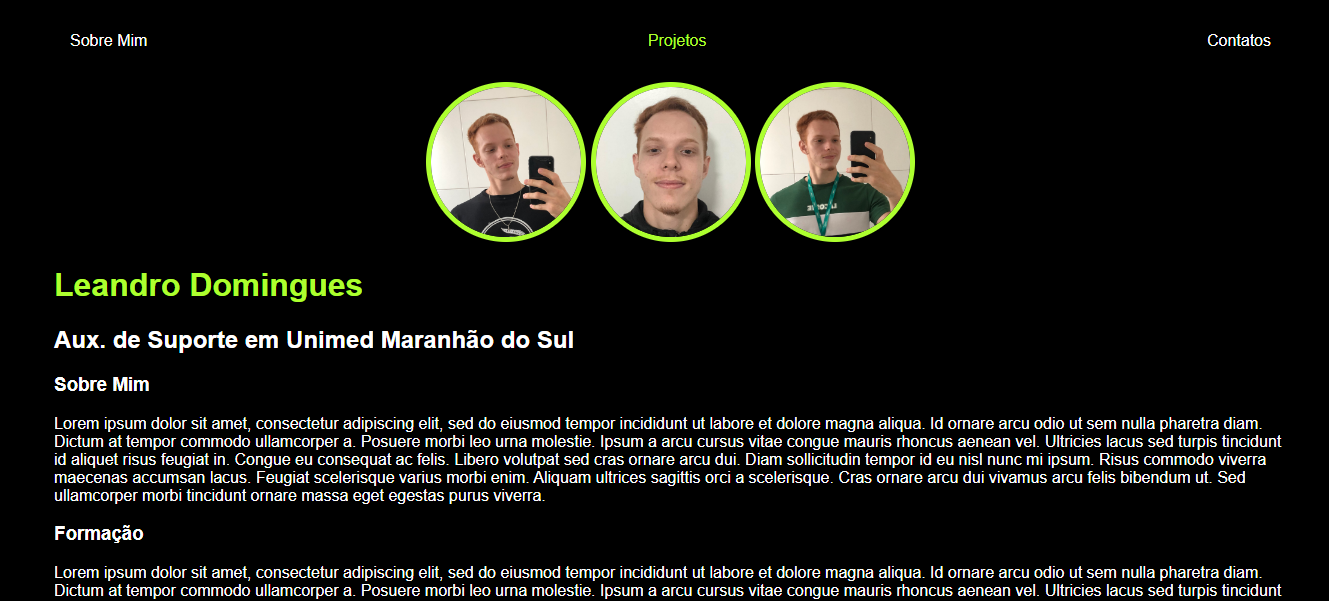 Sobre Mim
Projetos
Contatos
Leandro Domingues
Aux. de Suporte em Unimed Maranhão do Sul
Sobre Mim
Lorem ipsum dolor sit amet, consectetur adipiscing elit, sed do eiusmod tempor incididunt ut labore et dolore magna aliqua. Id ornare arcu odio ut sem nulla pharetra diam.
Dictum at tempor commodo ullamcorper a. Posuere morbi leo urna molestie. Ipsum a arcu cursus vitae congue mauris rhoncus aenean vel. Ultricies lacus sed turpis tincidunt
id aliquet risus feugiat in. Congue eu consequat ac felis. Libero volutpat sed cras ornare arcu dui. Diam sollicitudin tempor id eu nisl nunc mi ipsum. Risus commodo viverra
maecenas accumsan lacus. Feugiat scelerisque varius morbi enim. Aliquam ultrices sagittis orci a scelerisque. Cras ornare arcu dui vivamus arcu felis bibendum ut. Sed
ullamcorper morbi tincidunt ornare massa eget egestas purus viverra.
Formação
Lorem ipsum dolor sit amet, consectetur adipiscing elit, sed do eiusmod tempor incididunt ut labore et dolore magna aliqua. Id ornare arcu odio ut sem nulla pharetra diam.
Dictum at tempor commodo ullamcorper a. Posuere morbi leo urna molestie. Ipsum a arcu cursus vitae congue mauris rhoncus aenean vel. Ultricies lacus sed turpis tincidunt